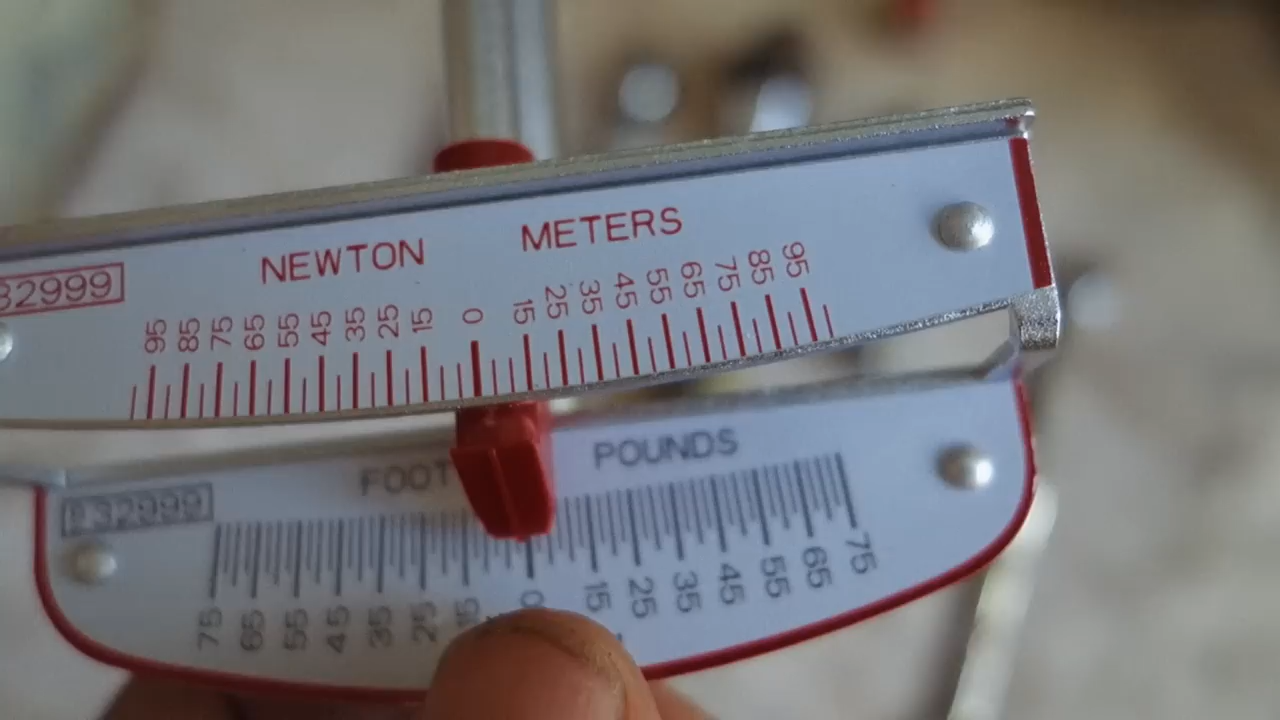 NEWTON METERS
32999
95 85 75 65 55 45 35 25 15 0 15 25 35 45 55 65 75 85 95
FOOT POUNDS
932999
75 65 55 45 35 25 15 0 15 25 35 45 55 65 75